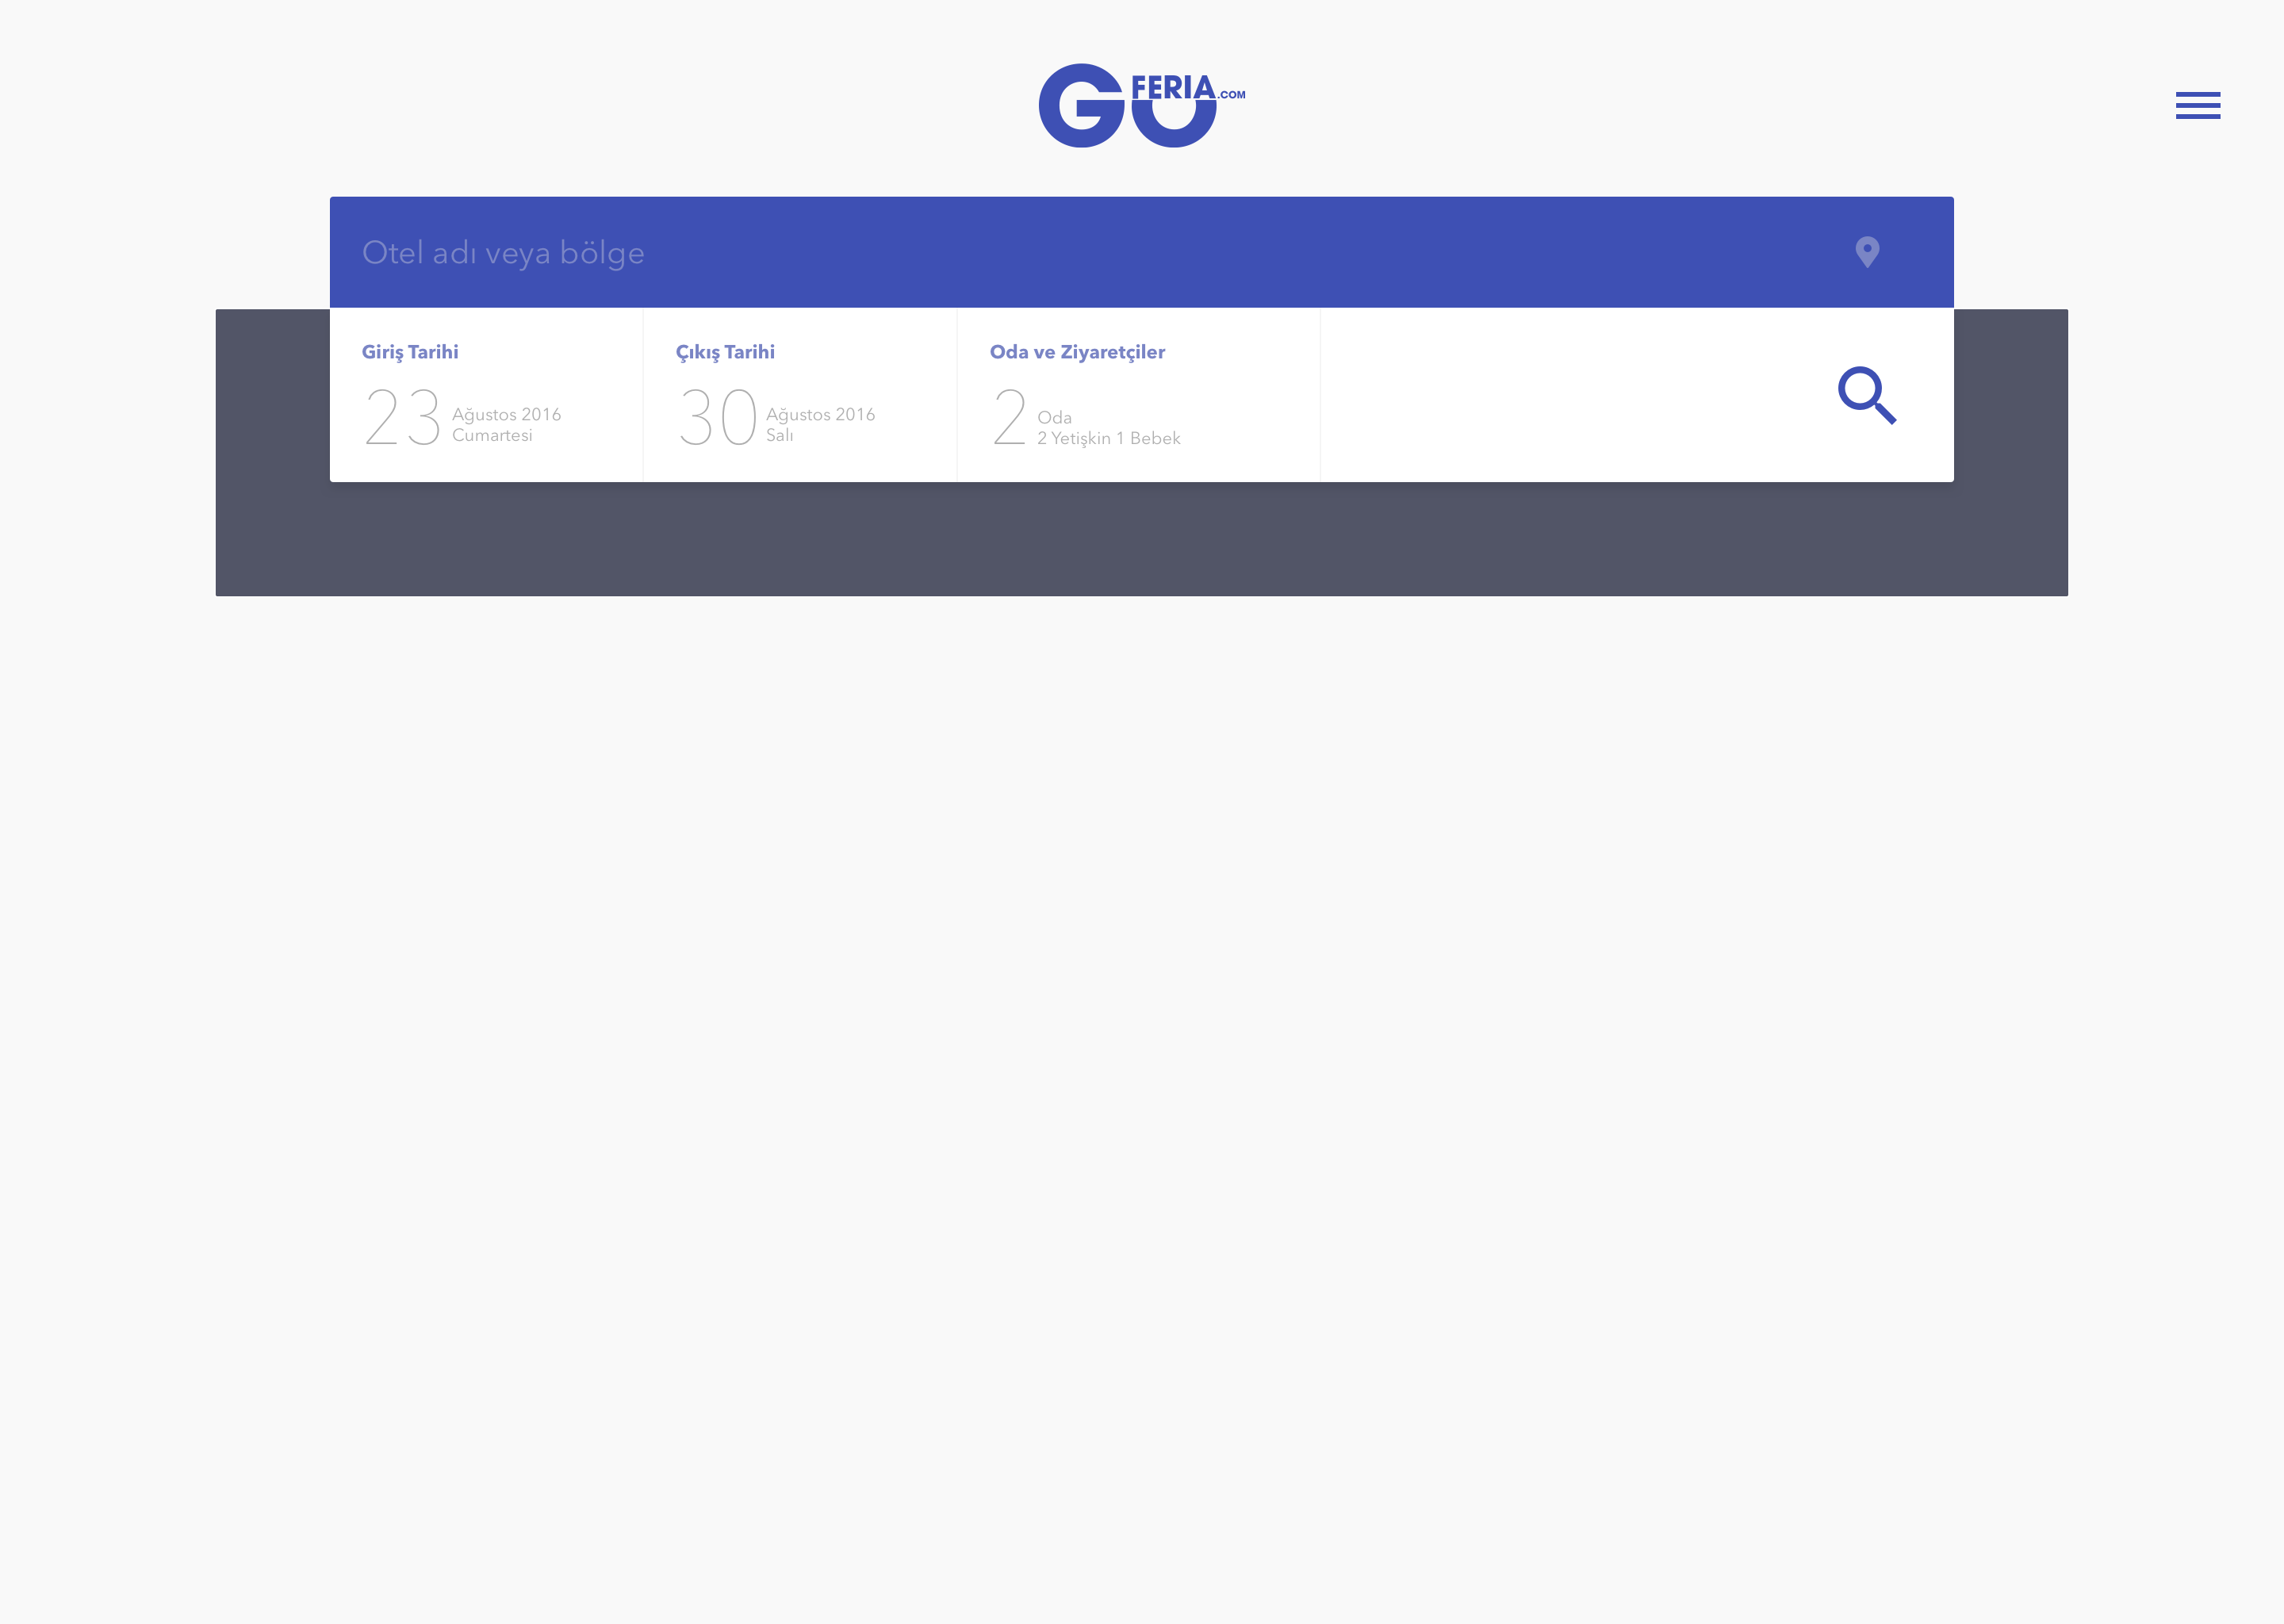 GO FERIA.COM
Otel adı veya bölge
Giriş Tarihi
23 Ağustos 2016
Cumartesi
Çıkış Tarihi
30 Ağustos 2016
Salı
Oda ve Ziyaretçiler
2 Oda
2 Yetişkin 1 Bebek